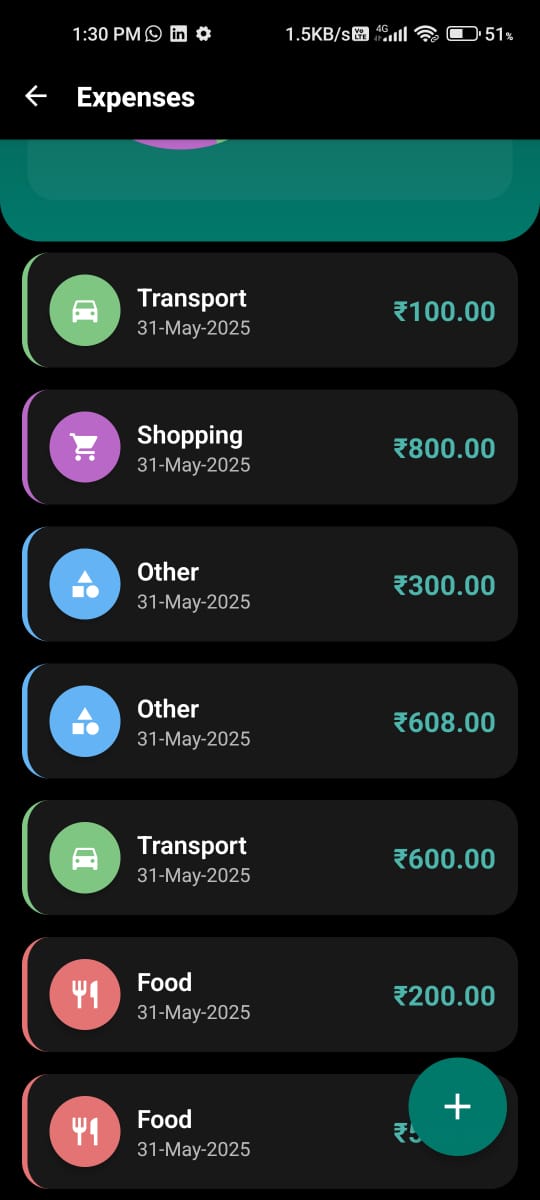 1:30 PM 1.5KB/s Vo LTE 4G 51%
Expenses
Transport ₹100.00
31-May-2025
Shopping ₹800.00
31-May-2025
Other ₹300.00
31-May-2025
Other ₹608.00
31-May-2025
Transport ₹600.00
31-May-2025
Food ₹200.00
31-May-2025
Food
31-May-2025